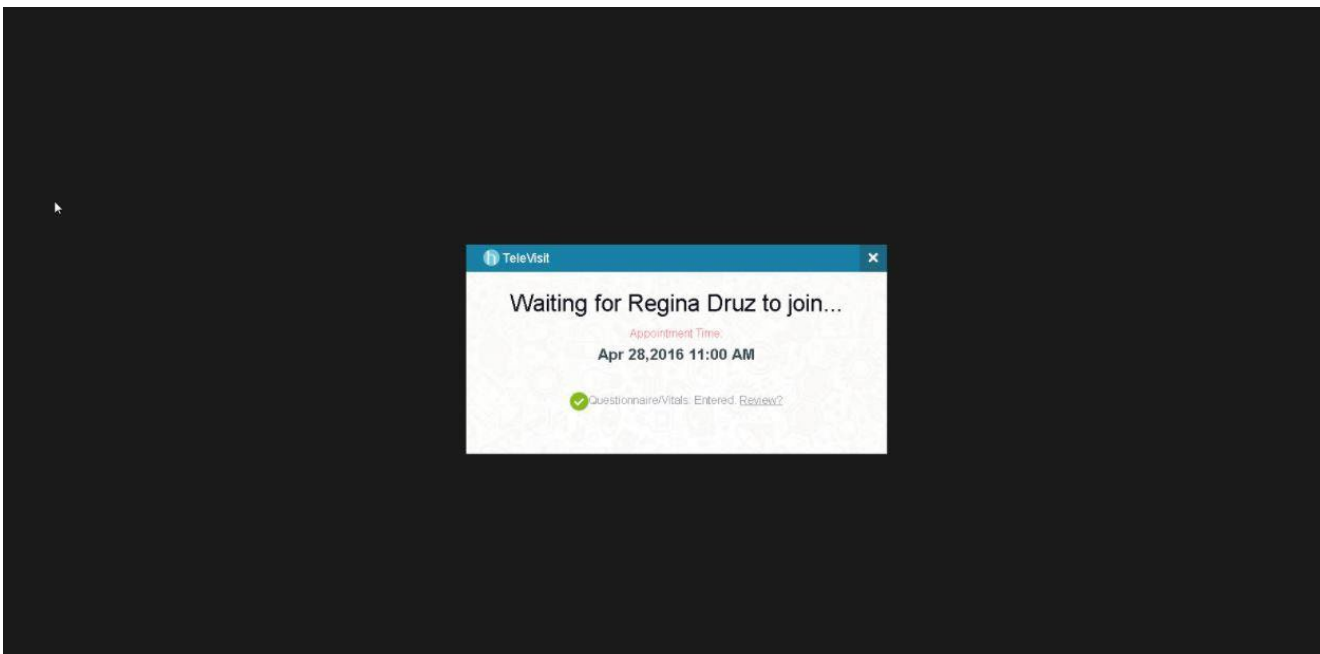 TeleVisit
Waiting for Regina Druz to join...
Appointment Time:
Apr 28,2016 11:00 AM
Questionnaire/Vitals: Entered. Review?